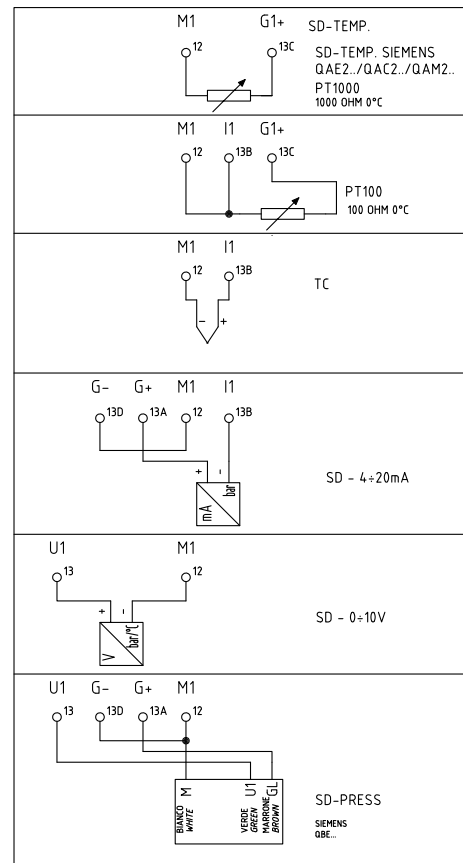 M1 G1+ SD-TEMP.
12 13C
SD-TEMP. SIEMENS
QAE2../QAC2../QAM2..
PT1000
1000 OHM 0°C
M1 I1 G1+
12 13B 13C
PT100
100 OHM 0°C
M1 I1
12 13B
TC
- +
G- G+ M1 I1
13D 13A 12 13B
+ -
mA bar
SD - 4÷20mA
U1 M1
13 12
+ -
V bar/°C
SD - 0÷10V
U1 G- G+ M1
13 13D 13A 12
M U1 GL
BIANCO VERDE MARRONE
WHITE GREEN BROWN
SD-PRESS
SIEMENS
QBE...